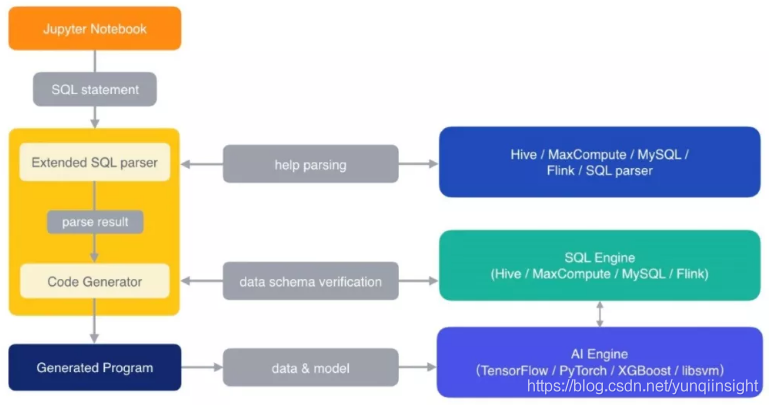 Jupyter Notebook
SQL statement
Extended SQL parser
help parsing
Hive / MaxCompute / MySQL /
Flink / SQL parser
parse result
Code Generator
data schema verification
SQL Engine
(Hive / MaxCompute / MySQL / Flink)
Generated Program
data & model
AI Engine
(TensorFlow / PyTorch / XGBoost / libsvm)
https://blog.csdn.net/yunqiinsight